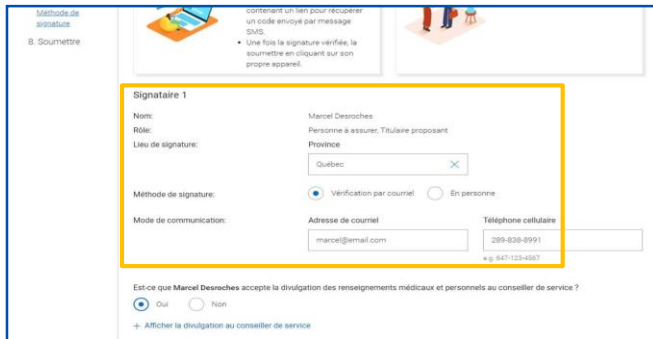 Méthode de
signature
8. Soumettre
contenant un lien pour récupérer
un code envoyé par message
SMS.
• Une fois la signature vérifiée, la
soumettre en cliquant sur son
propre appareil.
Signataire 1
Nom: Marcel Desroches
Rôle: Personne à assurer, Titulaire proposant
Lieu de signature: Province
Québec
Méthode de signature: Vérification par courriel En personne
Mode de communication: Adresse de courriel Téléphone cellulaire
marcel@email.com 289-838-8991
e.g. 647-123-4567
Est-ce que Marcel Desroches accepte la divulgation des renseignements médicaux et personnels au conseiller de service ?
Oui Non
+ Afficher la divulgation au conseiller de service